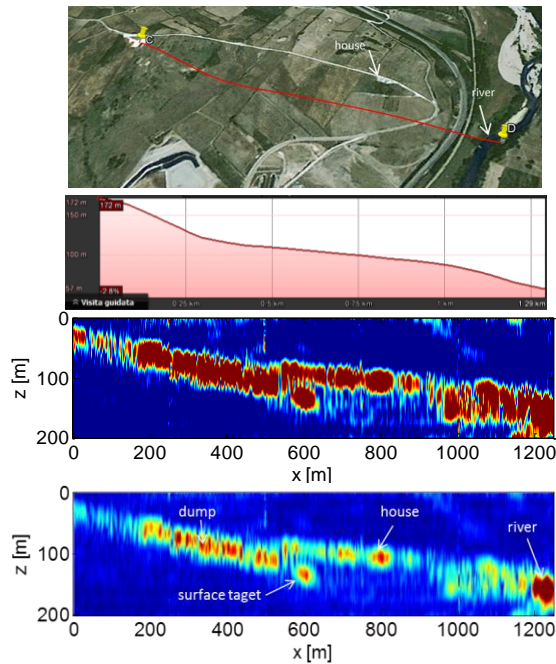 C
house
river
D
172 m
172 m
150 m
100 m
57 m
-2.8%
Visita guidata
0.25 km
0.5 km
0.75 km
1 km
1.29 km
z [m]
0
100
200
0 200 400 600 800 1000 1200
x [m]
z [m]
0
100
200
dump
house
river
surface taget
0 200 400 600 800 1000 1200
x [m]